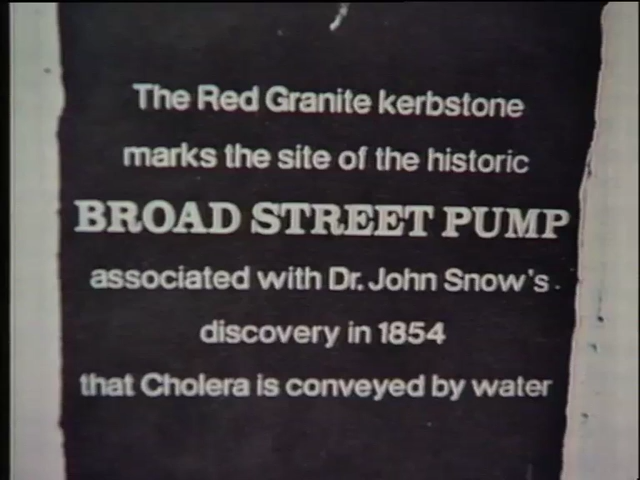 The Red Granite kerbstone
marks the site of the historic
BROAD STREET PUMP
associated with Dr. John Snow's
discovery in 1854
that Cholera is conveyed by water